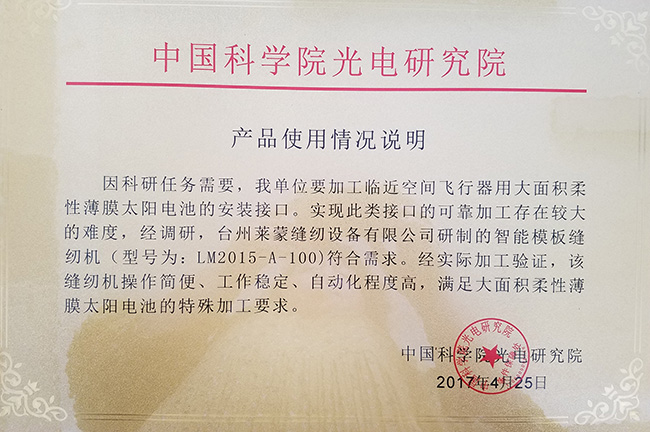 中国科学院光电研究院
产品使用情况说明
因科研任务需要，我单位要加工临近空间飞行器用大面积柔
性薄膜太阳电池的安装接口。实现此类接口的可靠加工存在较大
的难度，经调研，台州莱蒙缝纫设备有限公司研制的智能模板缝
纫机（型号为：LM2015-A-100)符合需求。经实际加工验证，该
缝纫机操作简便、工作稳定、自动化程度高，满足大面积柔性薄
膜太阳电池的特殊加工要求。
中国科学院光电研究院
2017年4月25日